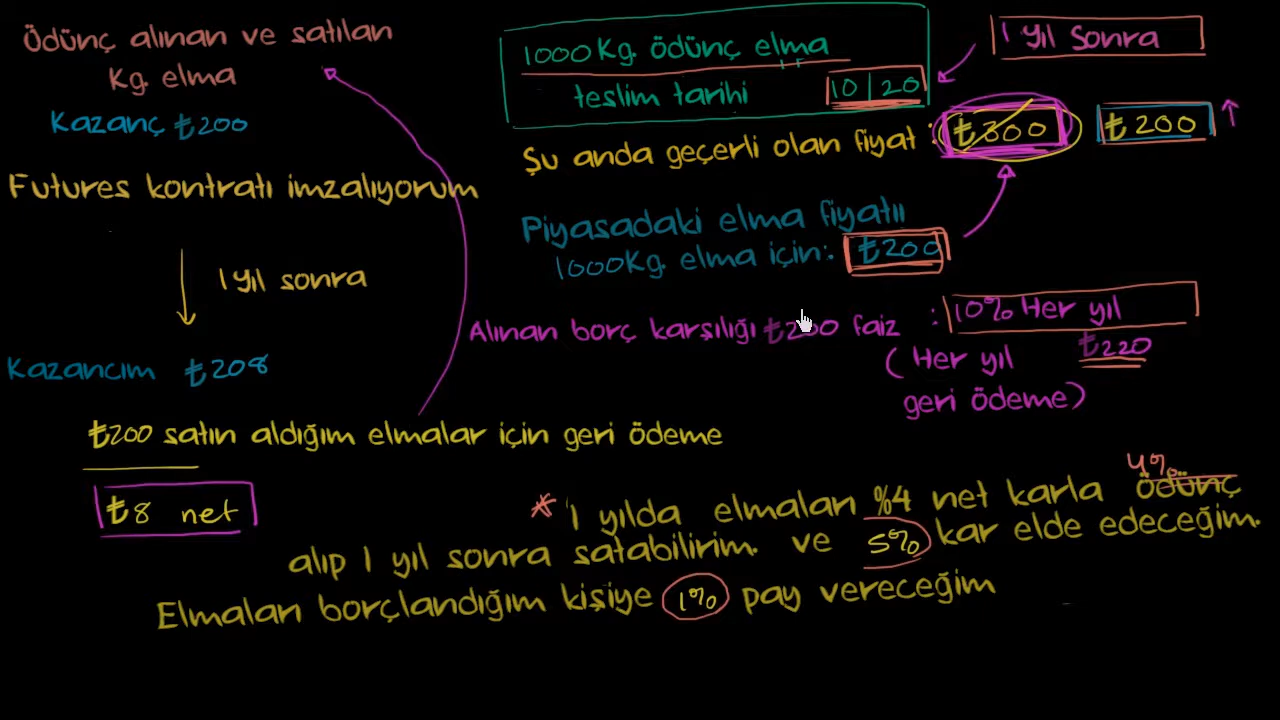 Ödünç alınan ve satılan
Kg. elma
Kazanç ₺200
Futures kontratı imzalıyorum
1 yıl sonra
Kazancım ₺208
₺200 satın aldığım elmalar için geri ödeme
₺8 net
1000 Kg. ödünç elma
teslim tarihi 10|20
1 yıl Sonra
Şu anda geçerli olan fiyat : ₺300 ₺200
Piyasadaki elma fiyatıı
1000Kg. elma için: ₺200
Alınan borç karşılığı ₺200 faiz : 10% Her yıl
(Her yıl ₺220
geri ödeme)
4%
* 1 yılda elmaları %4 net karla ödünç
alıp 1 yıl sonra satabilirim. ve 5% kar elde edeceğim.
Elmaları borçlandığım kişiye 1% pay vereceğim